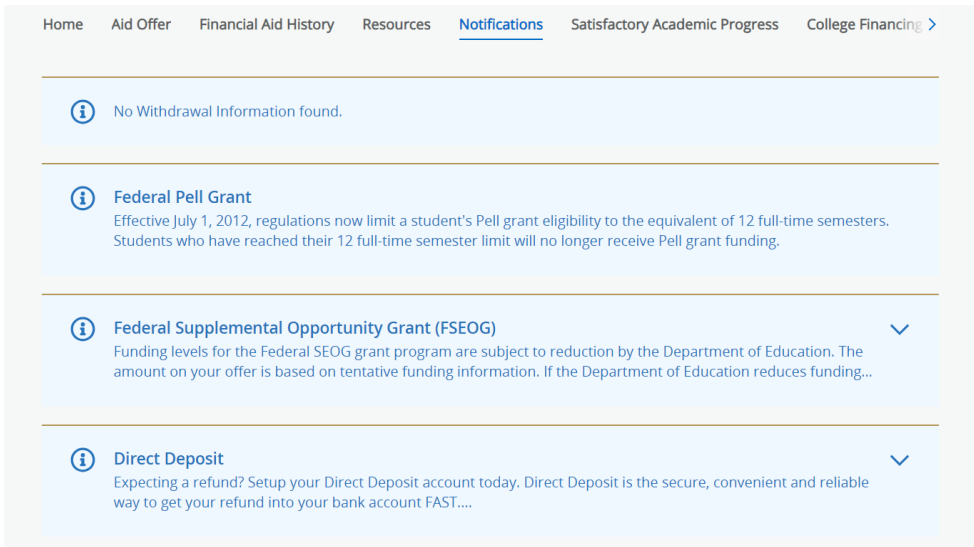 Home Aid Offer Financial Aid History Resources Notifications Satisfactory Academic Progress College Financing
No Withdrawal Information found.
Federal Pell Grant
Effective July 1, 2012, regulations now limit a student's Pell grant eligibility to the equivalent of 12 full-time semesters.
Students who have reached their 12 full-time semester limit will no longer receive Pell grant funding.
Federal Supplemental Opportunity Grant (FSEOG)
Funding levels for the Federal SEOG grant program are subject to reduction by the Department of Education. The
amount on your offer is based on tentative funding information. If the Department of Education reduces funding...
Direct Deposit
Expecting a refund? Setup your Direct Deposit account today. Direct Deposit is the secure, convenient and reliable
way to get your refund into your bank account FAST....